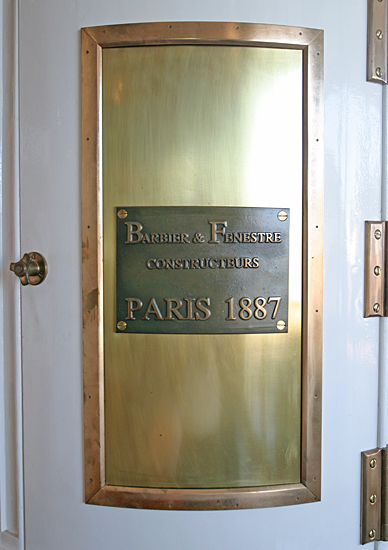 BARBIER & FENESTRE
CONSTRUCTEURS
PARIS 1887